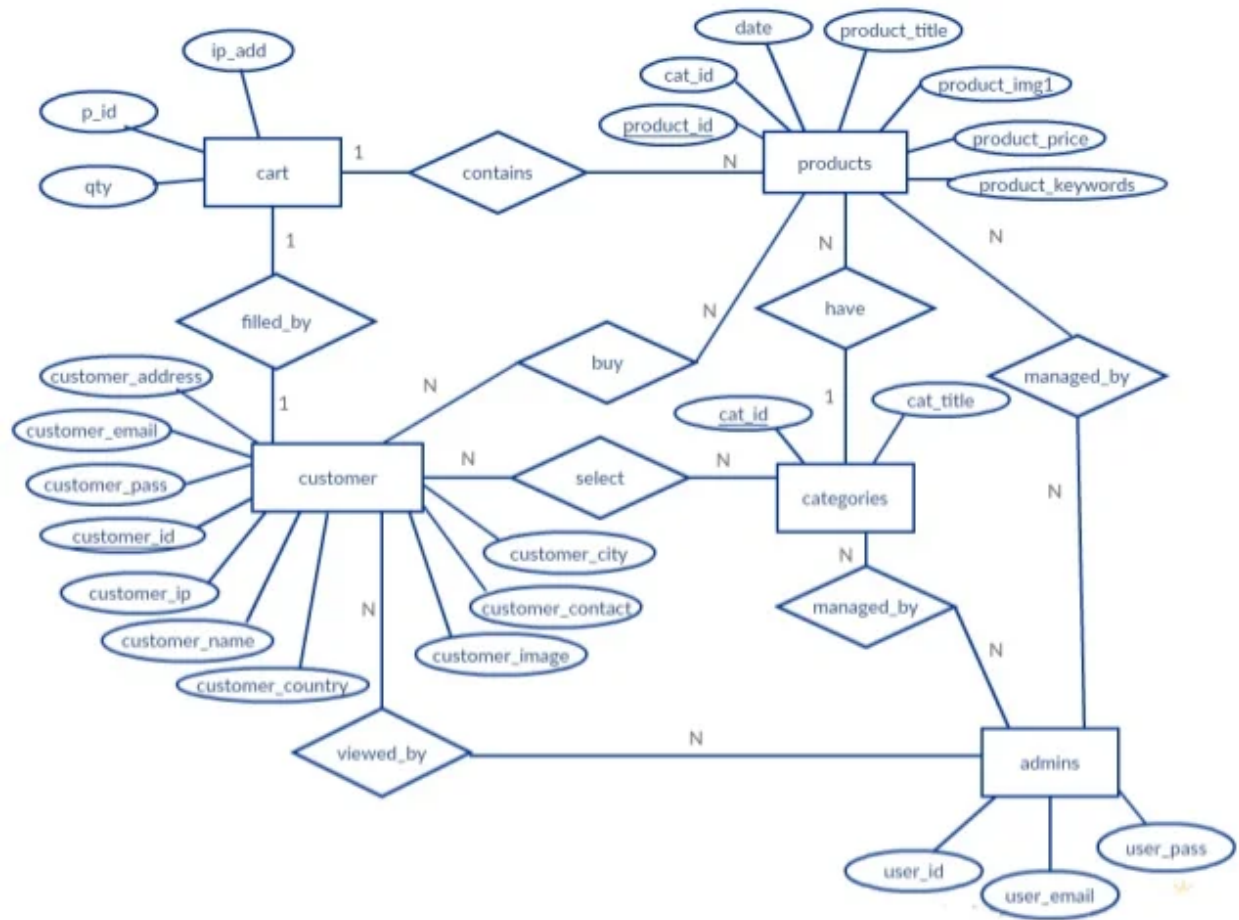 date
product_title
ip_add
cat_id
product_img1
p_id
product_id
product_price
1
N
cart
contains
products
qty
product_keywords
1
N
N
filled_by
N
have
buy
customer_address
N
managed_by
1
1
cat_id
cat_title
customer_email
N
N
customer
select
customer_pass
categories
N
customer_id
customer_city
N
customer_ip
customer_contact
N
managed_by
customer_name
customer_image
N
customer_country
viewed_by
N
admins
user_pass
user_id
user_email